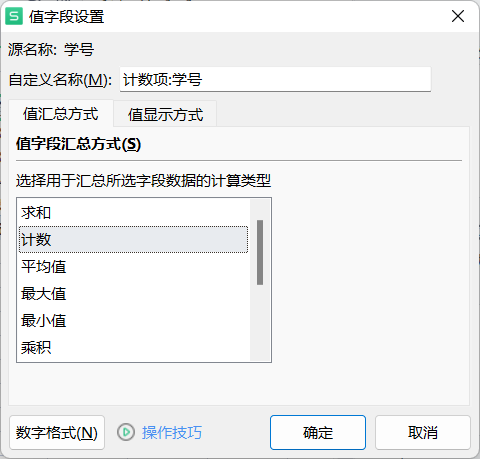 值字段设置
源名称: 学号
自定义名称(M): 计数项:学号
值汇总方式 值显示方式
值字段汇总方式(S)
选择用于汇总所选字段数据的计算类型
求和
计数
平均值
最大值
最小值
乘积
数字格式(N) 操作技巧 确定 取消